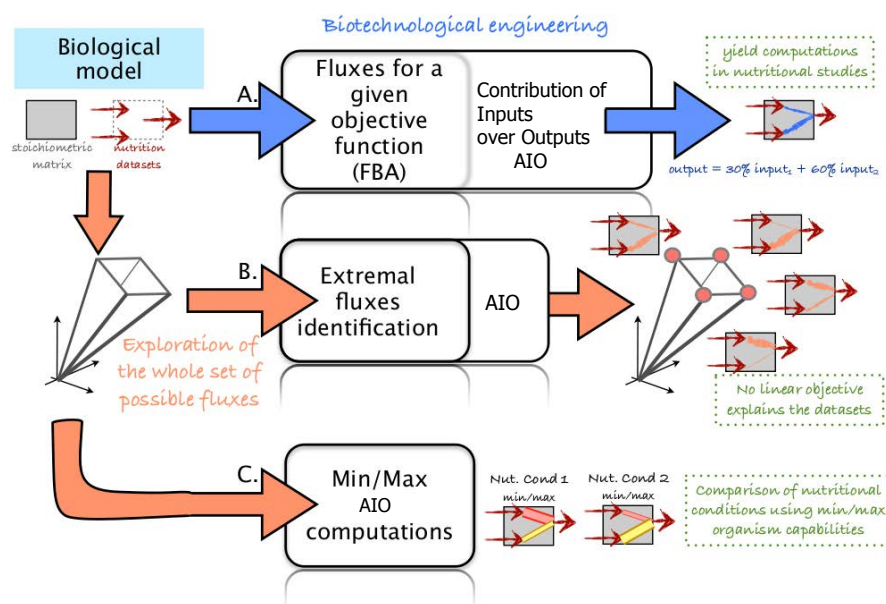 Biotechnological engineering
Biological
model
stoichiometric
matrix
nutrition
datasets
A.
Fluxes for a
given
objective
function
(FBA)
Contribution of
Inputs
over Outputs
AIO
yield computations
in nutritional studies
output = 30% input1 + 60% input2
B.
Extremal
fluxes
identification
AIO
Exploration of
the whole set of
possible fluxes
No linear objective
explains the datasets
C.
Min/Max
AIO
computations
Nut. Cond 1
min/max
Nut. Cond 2
min/max
Comparison of nutritional
conditions using min/max
organism capabilities